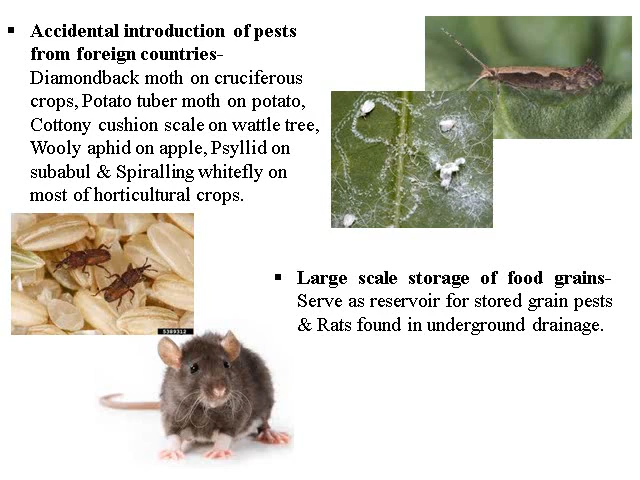 ▪ Accidental introduction of pests
from foreign countries-
Diamondback moth on cruciferous
crops, Potato tuber moth on potato,
Cottony cushion scale on wattle tree,
Wooly aphid on apple, Psyllid on
subabul & Spiralling whitefly on
most of horticultural crops.
▪ Large scale storage of food grains-
Serve as reservoir for stored grain pests
& Rats found in underground drainage.
5389312